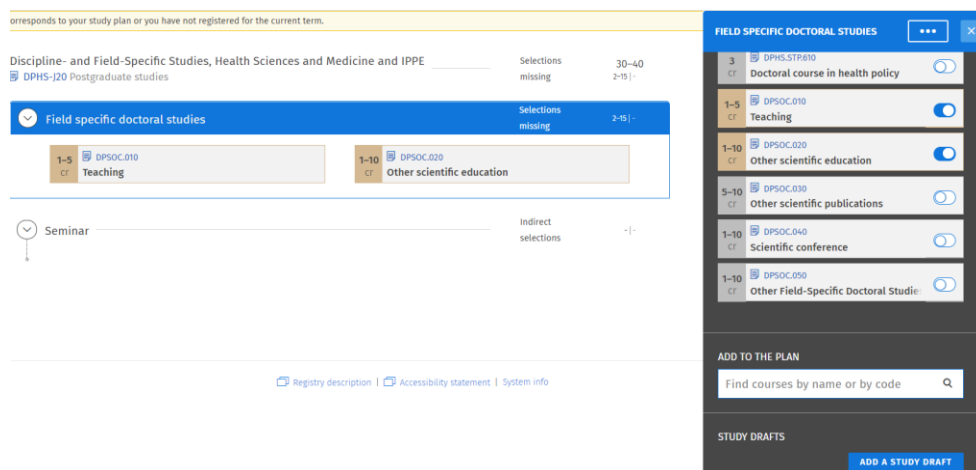 orresponds to your study plan or you have not registered for the current term.
Discipline- and Field-Specific Studies, Health Sciences and Medicine and IPPE
Selections missing
30–40
2–15 | -
DPHS-J20 Postgraduate studies
Field specific doctoral studies
Selections missing
2–15 | -
1–5 cr
DPSOC.010
Teaching
1–10 cr
DPSOC.020
Other scientific education
Seminar
Indirect selections
- | -
Registry description | Accessibility statement | System info
FIELD SPECIFIC DOCTORAL STUDIES
3 cr
DPHS.STP.610
Doctoral course in health policy
1–5 cr
DPSOC.010
Teaching
1–10 cr
DPSOC.020
Other scientific education
5–10 cr
DPSOC.030
Other scientific publications
1–10 cr
DPSOC.040
Scientific conference
1–10 cr
DPSOC.050
Other Field-Specific Doctoral Studie
ADD TO THE PLAN
Find courses by name or by code
STUDY DRAFTS
ADD A STUDY DRAFT